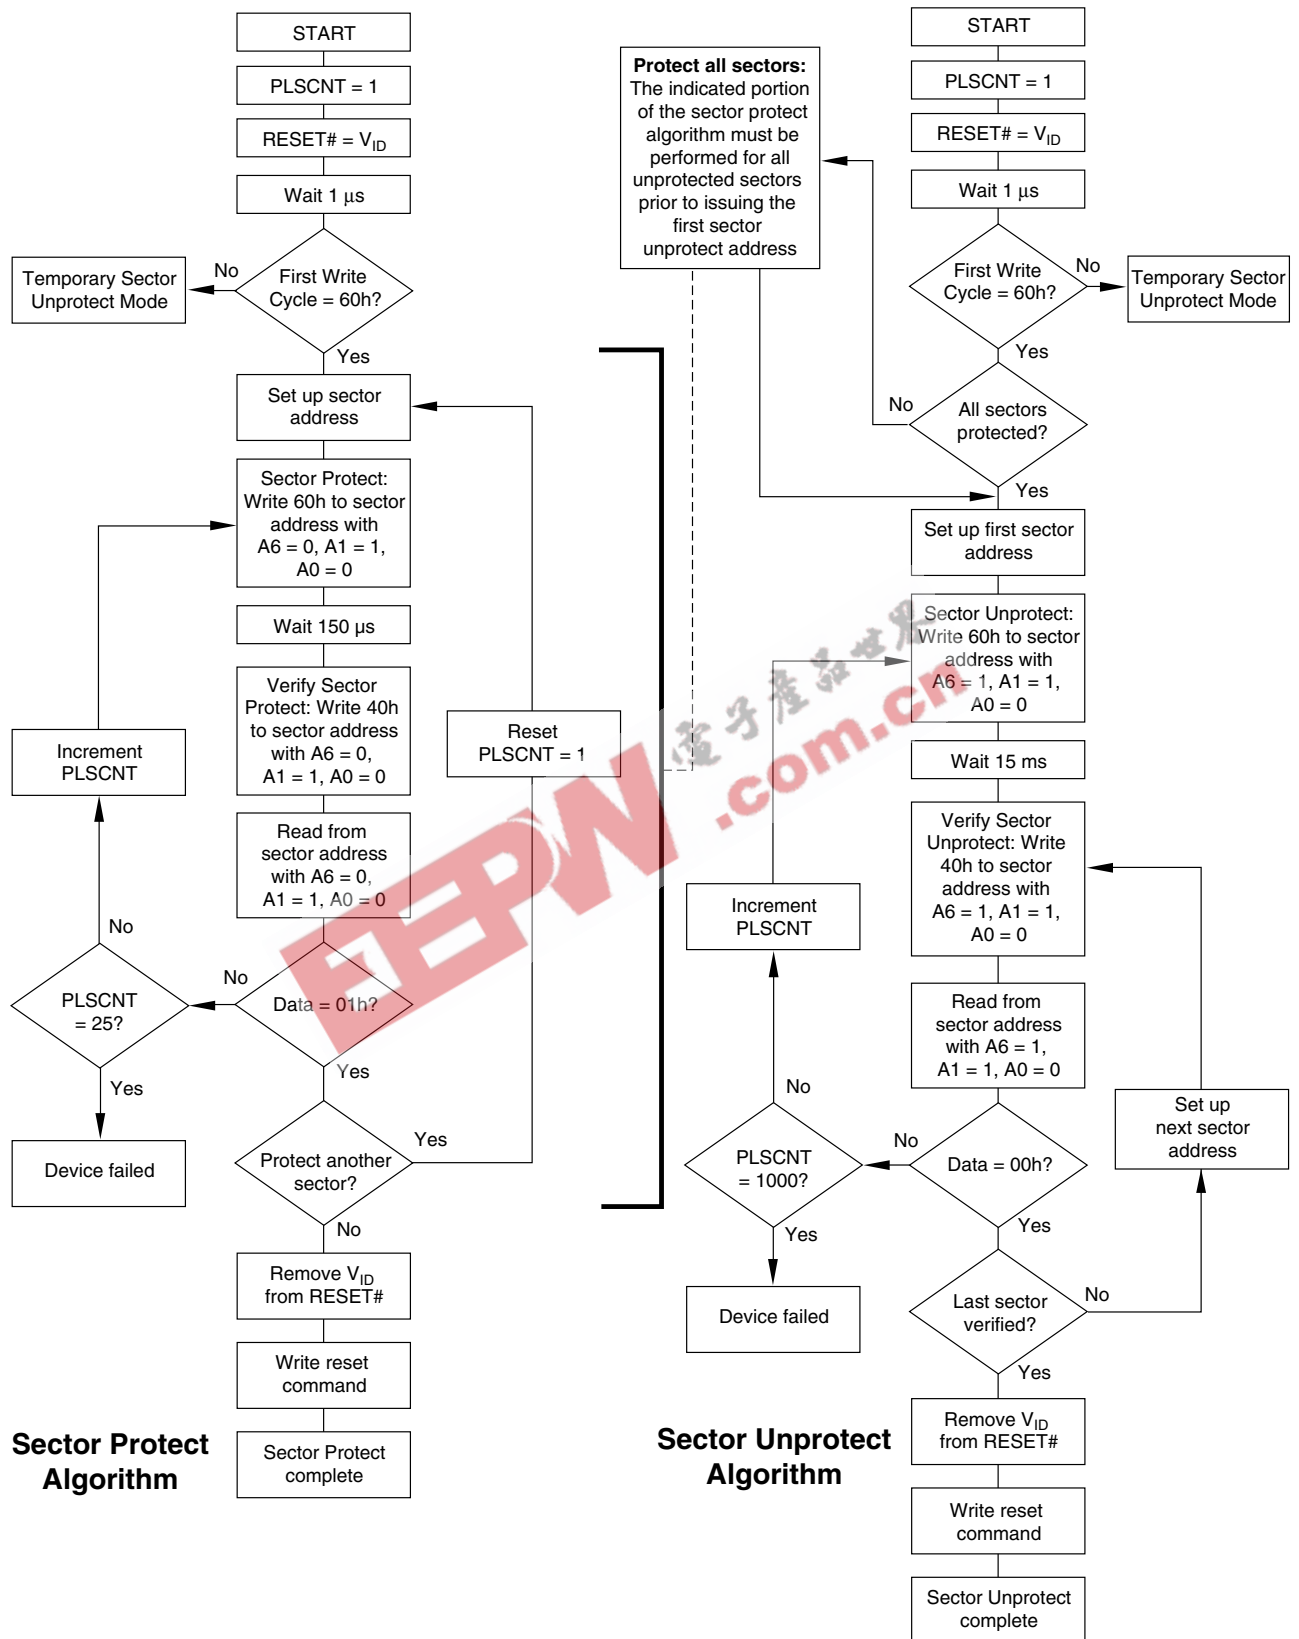 START
PLSCNT = 1
RESET# = VID
Wait 1 μs
First Write
Cycle = 60h?
No
Temporary Sector
Unprotect Mode
Yes
Set up sector
address
Sector Protect:
Write 60h to sector
address with
A6 = 0, A1 = 1,
A0 = 0
Wait 150 μs
Verify Sector
Protect: Write 40h
to sector address
with A6 = 0,
A1 = 1, A0 = 0
Increment
PLSCNT
Reset
PLSCNT = 1
Read from
sector address
with A6 = 0,
A1 = 1, A0 = 0
No
PLSCNT
= 25?
No
Data = 01h?
Yes
Yes
Device failed
Protect another
sector?
Yes
No
Remove VID
from RESET#
Write reset
command
Sector Protect
complete
Sector Protect
Algorithm
Protect all sectors:
The indicated portion
of the sector protect
algorithm must be
performed for all
unprotected sectors
prior to issuing the
first sector
unprotect address
START
PLSCNT = 1
RESET# = VID
Wait 1 μs
First Write
Cycle = 60h?
No
Temporary Sector
Unprotect Mode
Yes
No
All sectors
protected?
Yes
Set up first sector
address
Sector Unprotect:
Write 60h to sector
address with
A6 = 1, A1 = 1,
A0 = 0
Wait 15 ms
Verify Sector
Unprotect: Write
40h to sector
address with
A6 = 1, A1 = 1,
A0 = 0
Increment
PLSCNT
Read from
sector address
with A6 = 1,
A1 = 1, A0 = 0
Set up
next sector
address
No
PLSCNT
= 1000?
No
Data = 00h?
Yes
Yes
Device failed
Last sector
verified?
No
Yes
Remove VID
from RESET#
Write reset
command
Sector Unprotect
complete
Sector Unprotect
Algorithm
EEPW
.com.cn
電子產品世界